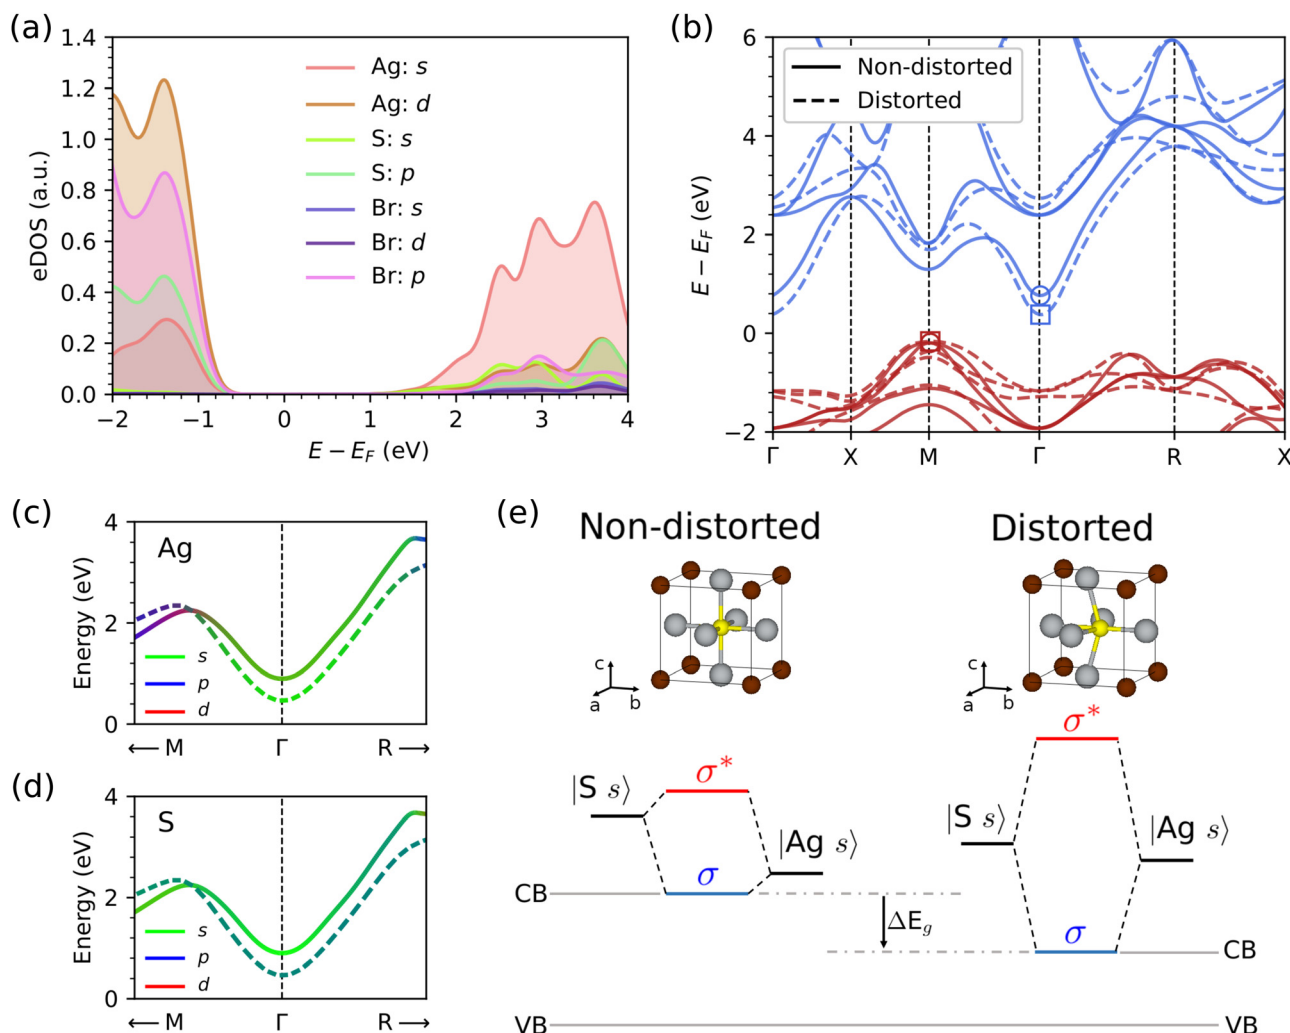 (a)
1.4
1.2
1.0
0.8
0.6
0.4
0.2
0.0
eDOS (a.u.)
Ag: s
Ag: d
S: s
S: p
Br: s
Br: d
Br: p
−2 −1 0 1 2 3 4
E − E_F (eV)
(b)
6
4
2
0
−2
E − E_F (eV)
Non-distorted
Distorted
Γ X M Γ R X
(c)
4
2
0
Energy (eV)
Ag
s
p
d
← M Γ R →
(d)
4
2
0
Energy (eV)
S
s
p
d
← M Γ R →
(e)
Non-distorted
Distorted
c
a b
c
a b
σ*
|S s⟩
|Ag s⟩
σ
CB
ΔE_g
σ*
|S s⟩
|Ag s⟩
σ
CB
VB
VB